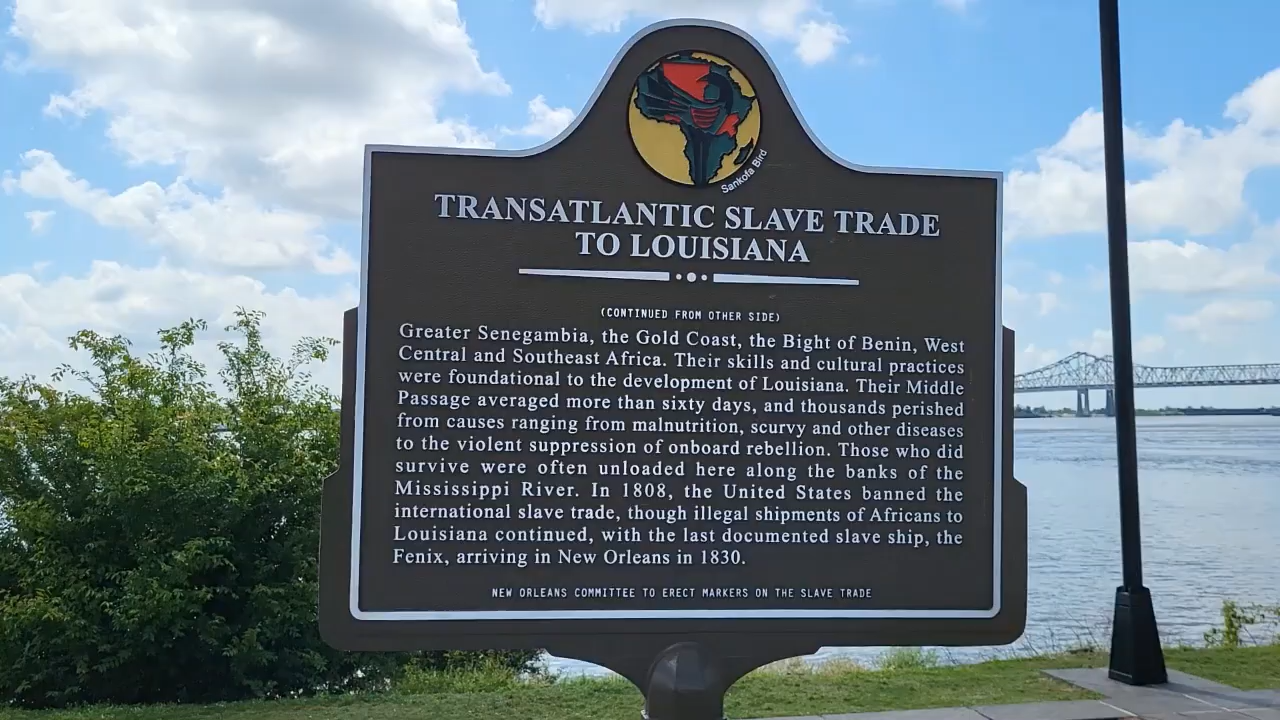 Sankofa Bird
TRANSATLANTIC SLAVE TRADE
TO LOUISIANA
(CONTINUED FROM OTHER SIDE)
Greater Senegambia, the Gold Coast, the Bight of Benin, West
Central and Southeast Africa. Their skills and cultural practices
were foundational to the development of Louisiana. Their Middle
Passage averaged more than sixty days, and thousands perished
from causes ranging from malnutrition, scurvy and other diseases
to the violent suppression of onboard rebellion. Those who did
survive were often unloaded here along the banks of the
Mississippi River. In 1808, the United States banned the
international slave trade, though illegal shipments of Africans to
Louisiana continued, with the last documented slave ship, the
Fenix, arriving in New Orleans in 1830.
NEW ORLEANS COMMITTEE TO ERECT MARKERS ON THE SLAVE TRADE